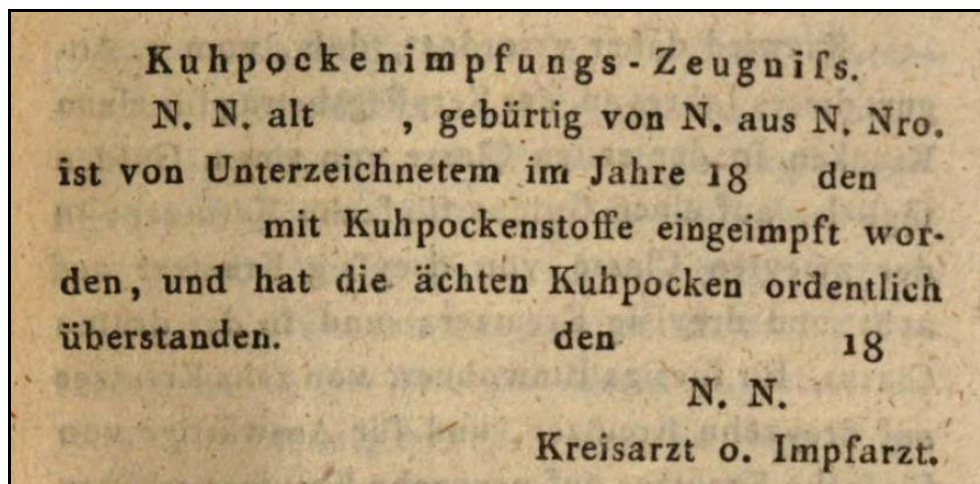 Kuhpockenimpfungs-Zeugniſs.
N. N. alt , gebürtig von N. aus N. Nro.
ist von Unterzeichnetem im Jahre 18 den
mit Kuhpockenstoffe eingeimpft wor-
den, und hat die ächten Kuhpocken ordentlich
überstanden. den 18
N. N.
Kreisarzt o. Impfarzt.